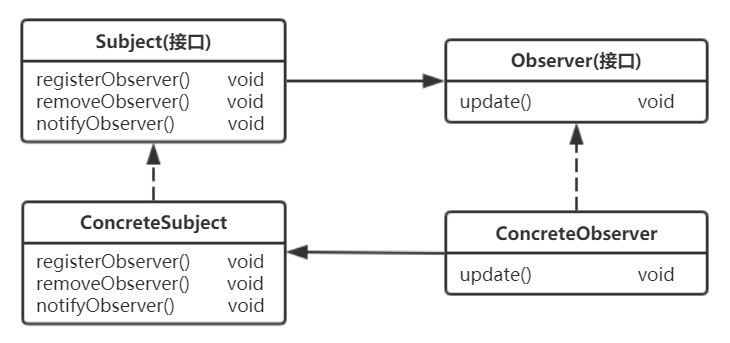 Subject(接口)
registerObserver() void
removeObserver() void
notifyObserver() void
Observer(接口)
update() void
ConcreteSubject
registerObserver() void
removeObserver() void
notifyObserver() void
ConcreteObserver
update() void